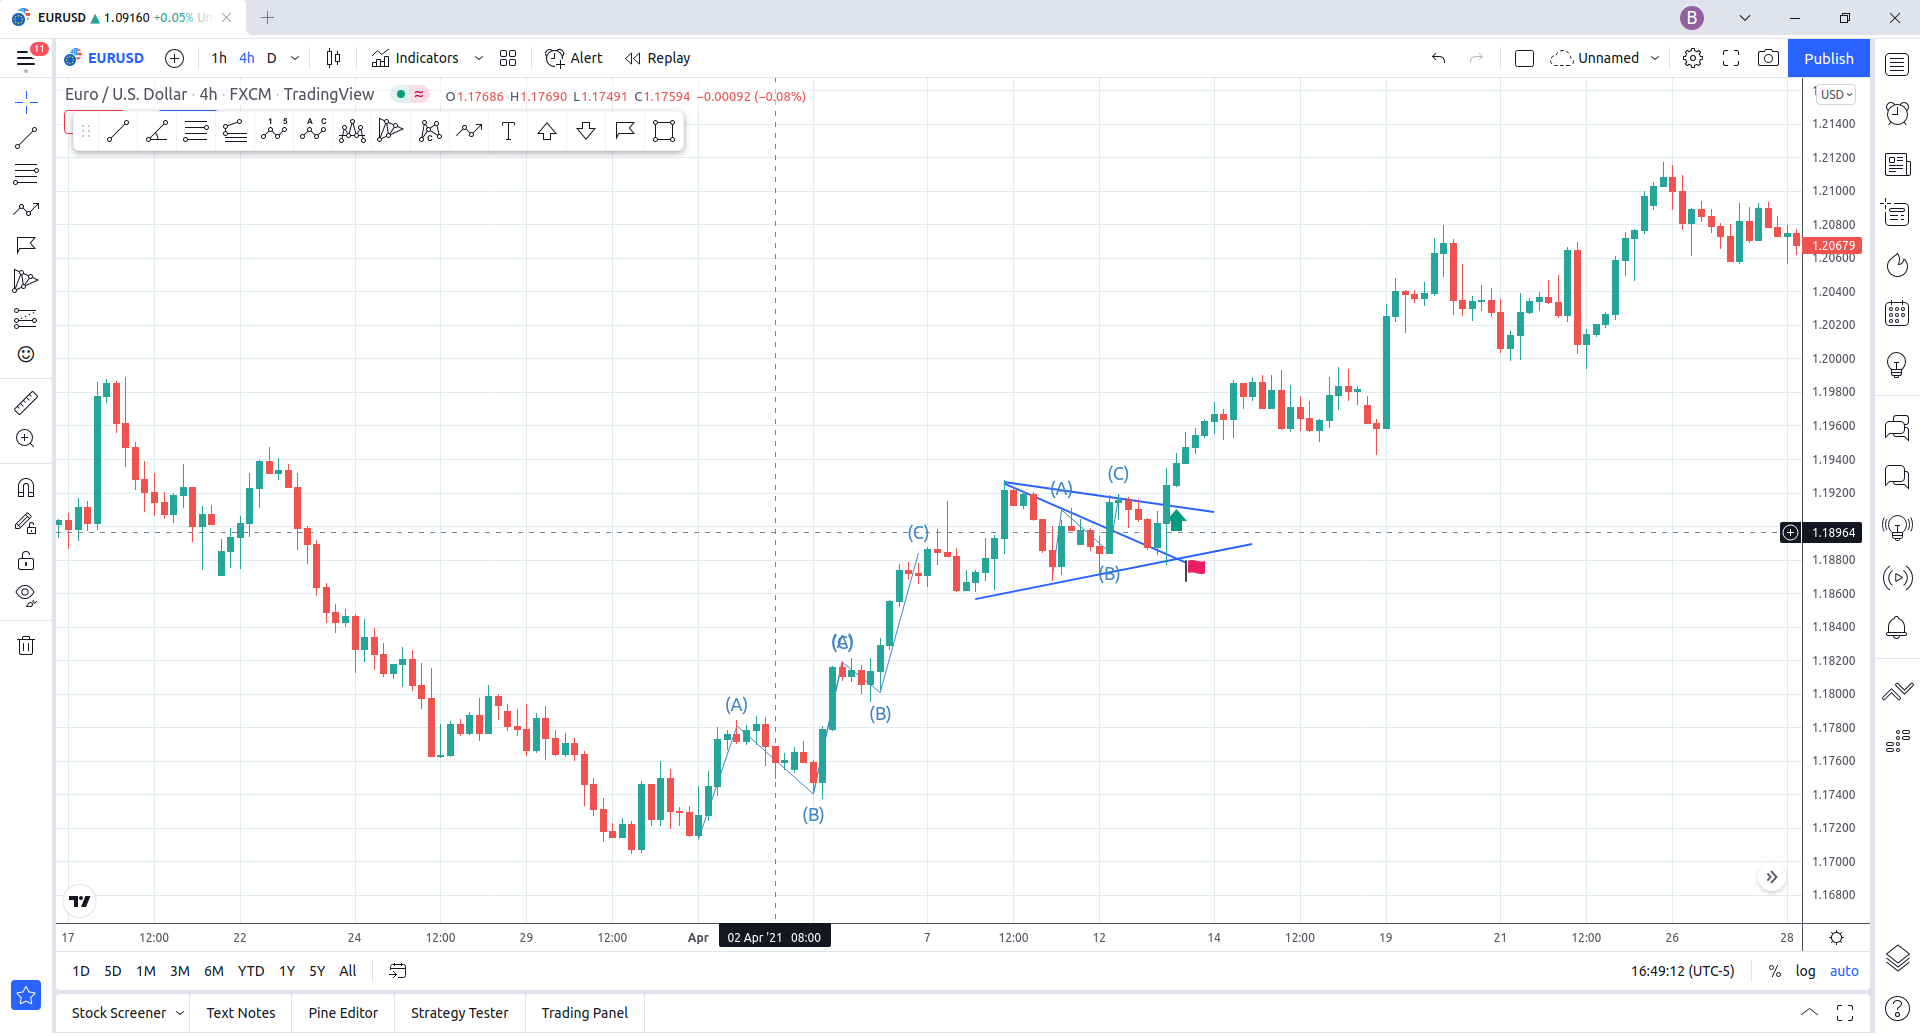 EURUSD ▲ 1.09160 +0.05% Un
B
11
EURUSD
1h 4h D
Indicators
Alert
Replay
Unnamed
Publish
Euro / U.S. Dollar · 4h · FXCM · TradingView
O1.17686 H1.17690 L1.17491 C1.17594 −0.00092 (−0.08%)
USD
1.21400
1.21200
1.21000
1.20800
1.20679
1.20600
1.20400
1.20200
1.20000
1.19800
1.19600
1.19400
1.19200
1.18964
1.18800
1.18600
1.18400
1.18200
1.18000
1.17800
1.17600
1.17400
1.17200
1.17000
1.16800
(C)
(A)
(C)
(B)
(A)
(B)
(B)
17 12:00 22 24 12:00 29 12:00 Apr 02 Apr '21 08:00 7 12:00 12 14 12:00 19 21 12:00 26 28
1D 5D 1M 3M 6M YTD 1Y 5Y All
16:49:12 (UTC-5) % log auto
Stock Screener Text Notes Pine Editor Strategy Tester Trading Panel